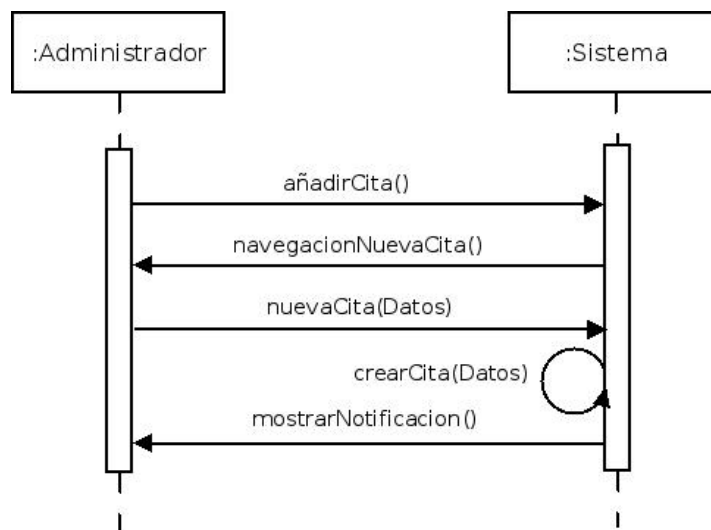 :Administrador
:Sistema
añadirCita()
navegacionNuevaCita()
nuevaCita(Datos)
crearCita(Datos)
mostrarNotificacion()